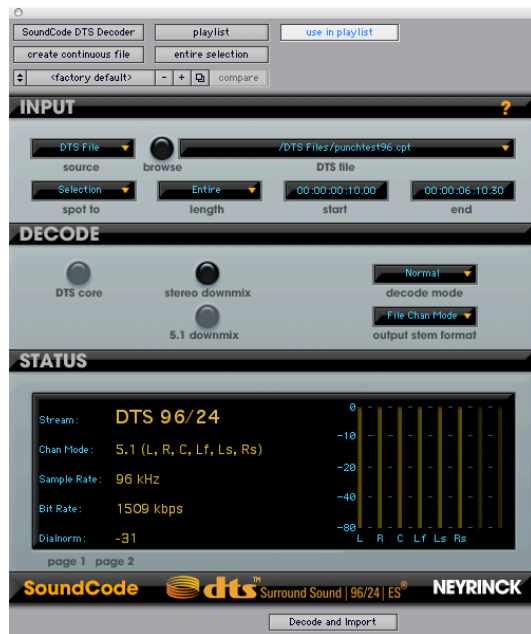 SoundCode DTS Decoder playlist use in playlist
create continuous file entire selection
<factory default> - + compare
INPUT ?
DTS File /DTS Files/punchtest96.cpt
source browse DTS file
Selection Entire 00:00:00:10.00 00:00:06:10.30
spot to length start end
DECODE
Normal
DTS core stereo downmix decode mode
File Chan Mode
5.1 downmix output stem format
STATUS
Stream: DTS 96/24
Chan Mode: 5.1 (L, R, C, Lf, Ls, Rs)
Sample Rate: 96 kHz
Bit Rate: 1509 kbps
Dialnorm: -31
0
-10
-20
-40
-80
L R C Lf Ls Rs
page 1 page 2
SoundCode dts™ Surround Sound | 96/24 | ES® NEYRINCK
Decode and Import